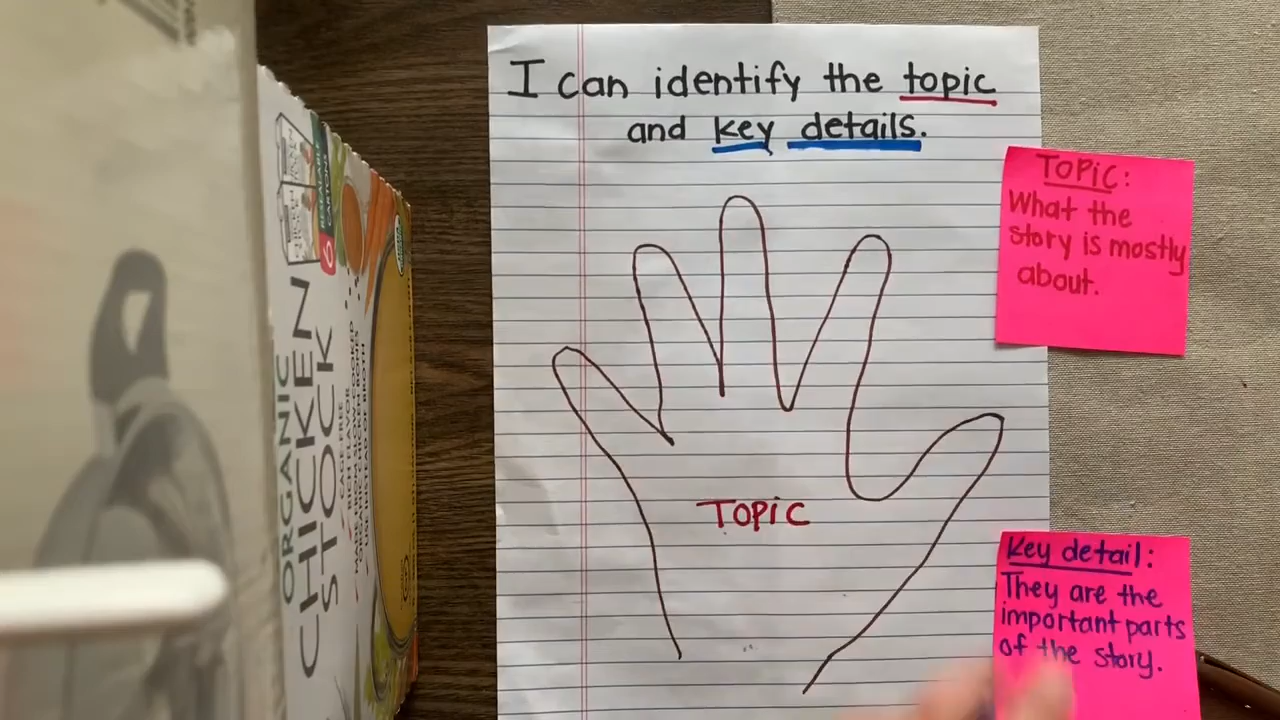 I can identify the topic
and key details.
TOPIC:
What the
story is mostly
about.
TOPIC
Key detail:
They are the
important parts
of the story.
ORGANIC
CHICKEN
STOCK
6